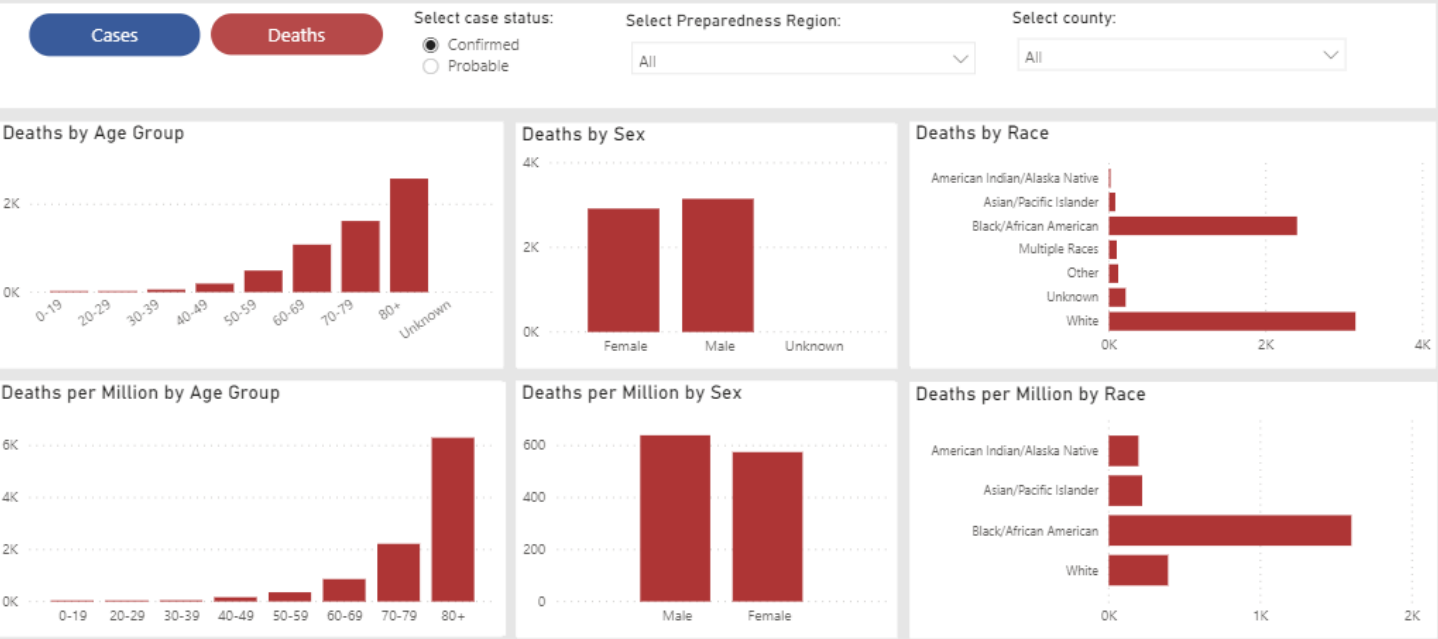 Cases
Deaths
Select case status:
Confirmed
Probable
Select Preparedness Region:
All
Select county:
All
Deaths by Age Group
2K
0K
0-19 20-29 30-39 40-49 50-59 60-69 70-79 80+ Unknown
Deaths by Sex
4K
2K
0K
Female Male Unknown
Deaths by Race
American Indian/Alaska Native
Asian/Pacific Islander
Black/African American
Multiple Races
Other
Unknown
White
0K 2K 4K
Deaths per Million by Age Group
6K
4K
2K
0K
0-19 20-29 30-39 40-49 50-59 60-69 70-79 80+
Deaths per Million by Sex
600
400
200
0
Male Female
Deaths per Million by Race
American Indian/Alaska Native
Asian/Pacific Islander
Black/African American
White
0K 1K 2K